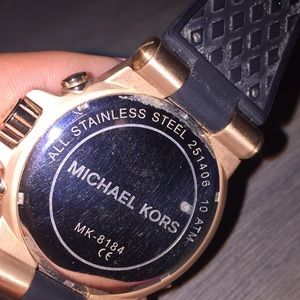 ALL STAINLESS STEEL 251406 10 ATM
MICHAEL KORS
MK-8184
CE